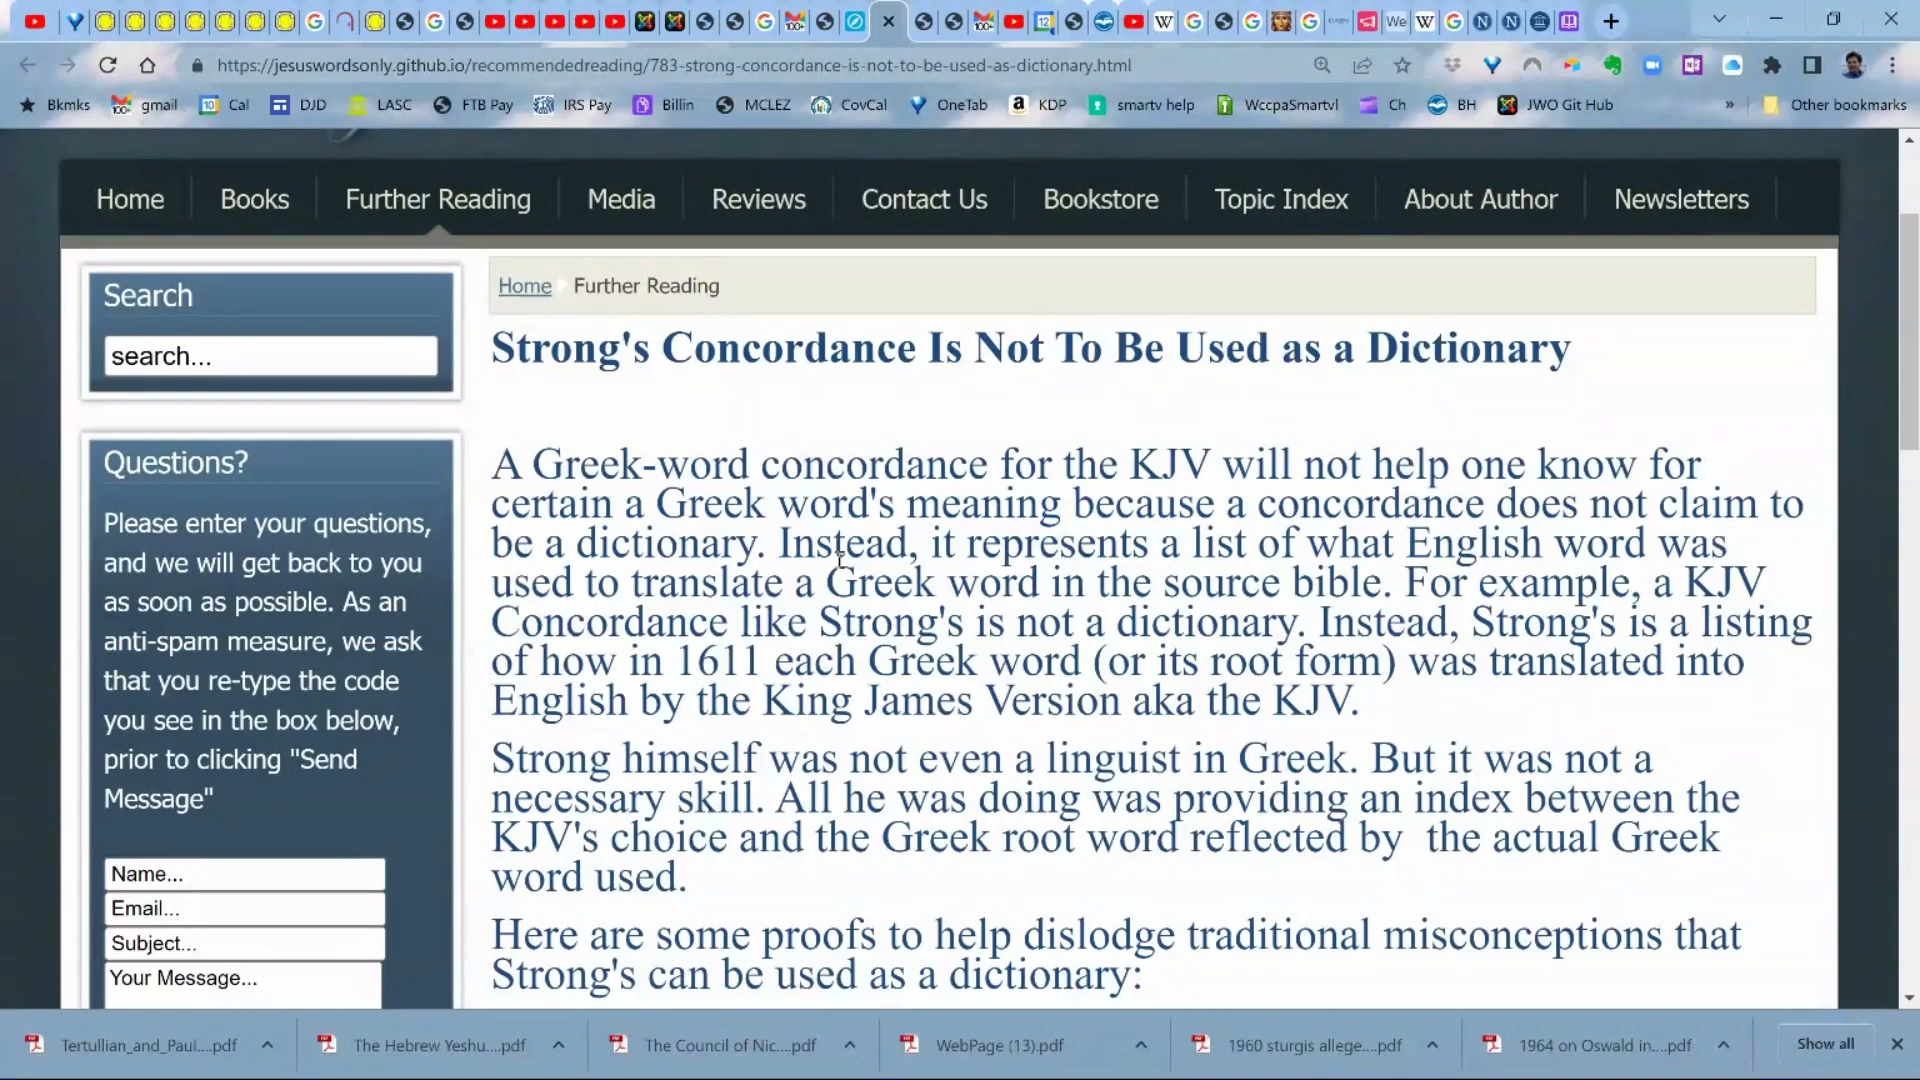 https://jesuswordsonly.github.io/recommendedreading/783-strong-concordance-is-not-to-be-used-as-dictionary.html
Bkmks gmail Cal DJD LASC FTB Pay IRS Pay Billin MCLEZ CovCal OneTab KDP smartv help WccpaSmartvl Ch BH JWO Git Hub » Other bookmarks
Home Books Further Reading Media Reviews Contact Us Bookstore Topic Index About Author Newsletters
Search
search...
Questions?
Please enter your questions,
and we will get back to you
as soon as possible. As an
anti-spam measure, we ask
that you re-type the code
you see in the box below,
prior to clicking "Send
Message"
Name...
Email...
Subject...
Your Message...
Home Further Reading
Strong's Concordance Is Not To Be Used as a Dictionary
A Greek-word concordance for the KJV will not help one know for
certain a Greek word's meaning because a concordance does not claim to
be a dictionary. Instead, it represents a list of what English word was
used to translate a Greek word in the source bible. For example, a KJV
Concordance like Strong's is not a dictionary. Instead, Strong's is a listing
of how in 1611 each Greek word (or its root form) was translated into
English by the King James Version aka the KJV.
Strong himself was not even a linguist in Greek. But it was not a
necessary skill. All he was doing was providing an index between the
KJV's choice and the Greek root word reflected by the actual Greek
word used.
Here are some proofs to help dislodge traditional misconceptions that
Strong's can be used as a dictionary:
Tertullian_and_Paul....pdf The Hebrew Yeshu....pdf The Council of Nic....pdf WebPage (13).pdf 1960 sturgis allege....pdf 1964 on Oswald in....pdf Show all